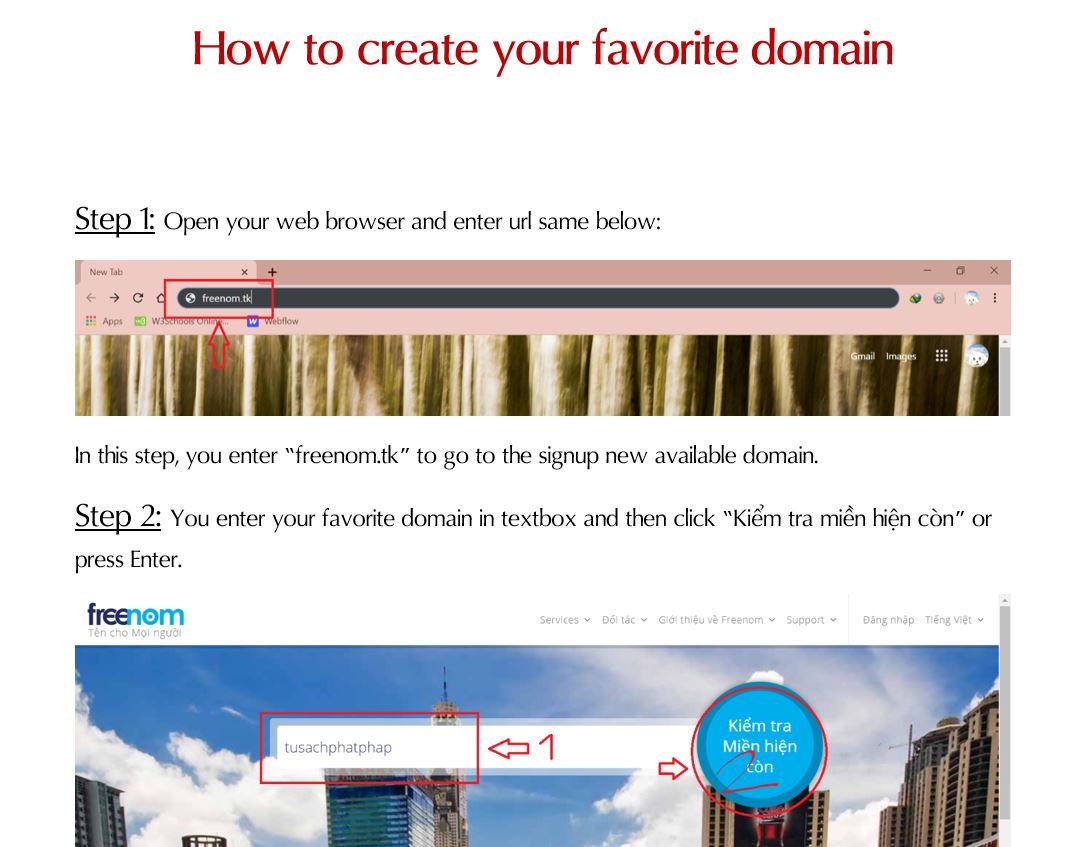 How to create your favorite domain
Step 1: Open your web browser and enter url same below:
New Tab
freenom.tk
Apps W3Schools Online... Webflow
Gmail Images
In this step, you enter “freenom.tk” to go to the signup new available domain.
Step 2: You enter your favorite domain in textbox and then click “Kiểm tra miền hiện còn” or
press Enter.
freenom
Tên cho Mọi người
Services Đối tác Giới thiệu về Freenom Support Đăng nhập Tiếng Việt
tusachphatphap
1
Kiểm tra
Miền hiện
còn
2